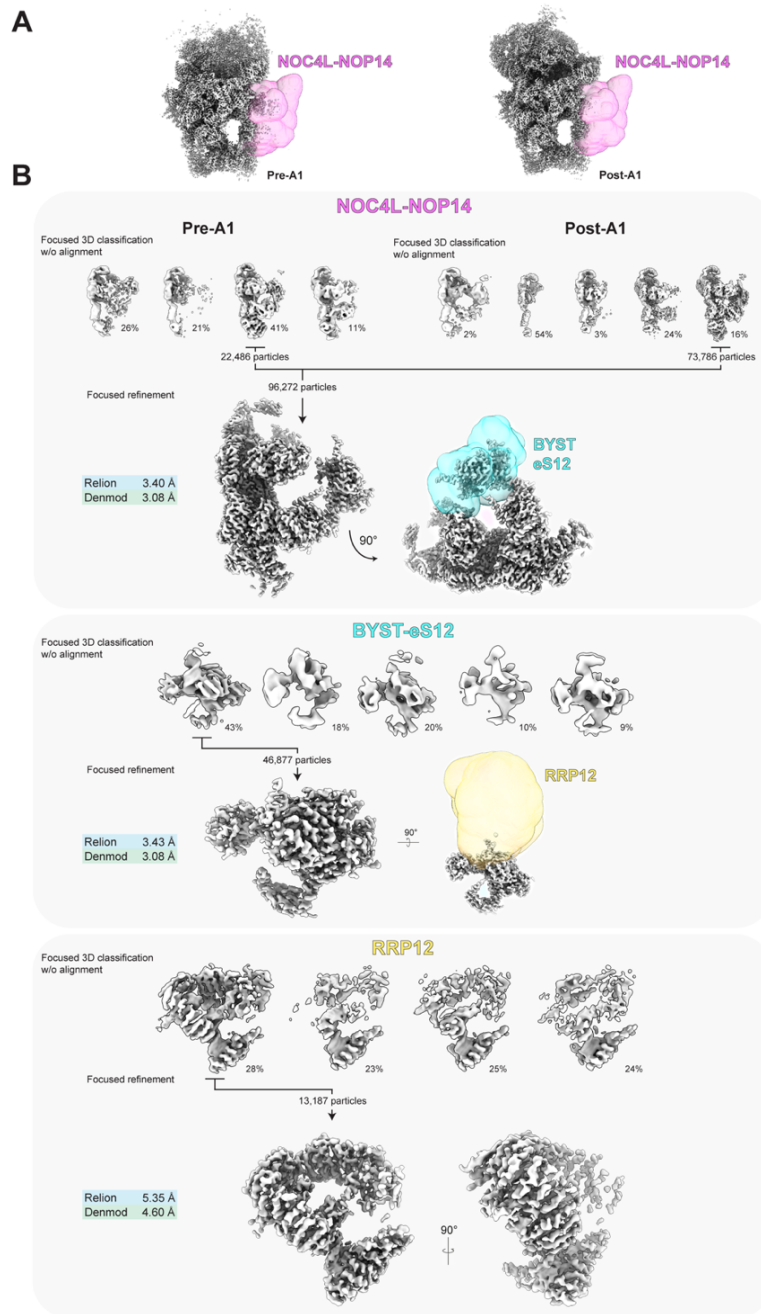 A
NOC4L-NOP14
NOC4L-NOP14
Pre-A1
Post-A1
B
NOC4L-NOP14
Pre-A1
Post-A1
Focused 3D classification
w/o alignment
Focused 3D classification
w/o alignment
26%
21%
41%
11%
2%
54%
3%
24%
16%
22,486 particles
73,786 particles
96,272 particles
Focused refinement
BYST
eS12
Relion 3.40 Å
Denmod 3.08 Å
90°
BYST-eS12
Focused 3D classification
w/o alignment
43%
18%
20%
10%
9%
46,877 particles
Focused refinement
RRP12
Relion 3.43 Å
Denmod 3.08 Å
90°
RRP12
Focused 3D classification
w/o alignment
28%
23%
25%
24%
Focused refinement
13,187 particles
Relion 5.35 Å
Denmod 4.60 Å
90°